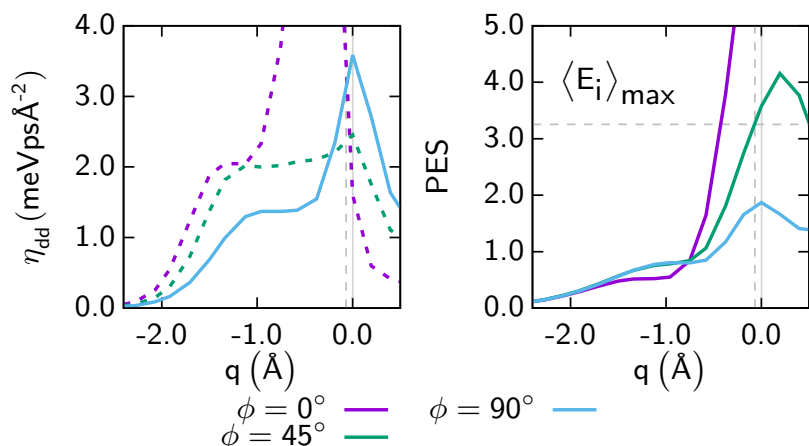 4.0
3.0
2.0
1.0
0.0
η_dd (meVpsÅ⁻²)
-2.0 -1.0 0.0
q (Å)
5.0
4.0
3.0
2.0
1.0
0.0
PES
⟨E_i⟩_max
-2.0 -1.0 0.0
q (Å)
ϕ = 0° ϕ = 90°
ϕ = 45°